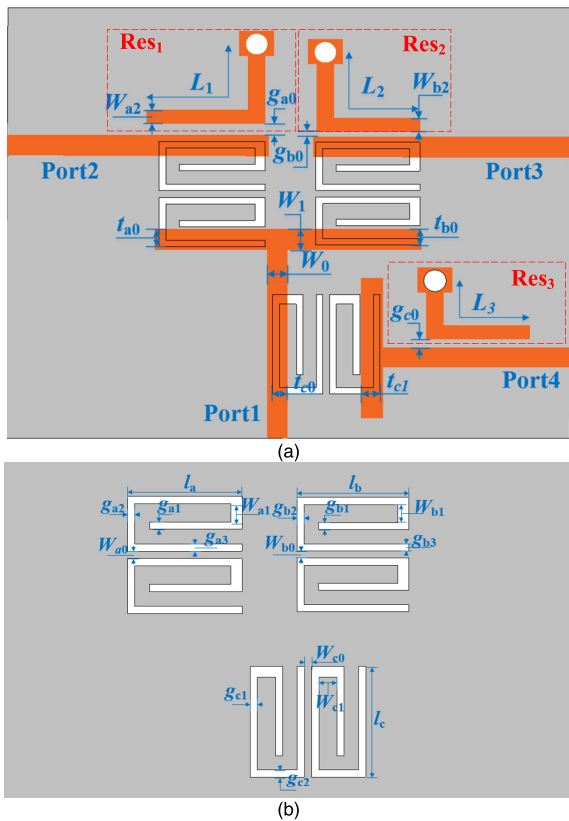 Res1
Res2
Wa2
L1
ga0
L2
Wb2
gb0
Port2
Port3
W1
ta0
tb0
W0
Res3
gc0
L3
tc0
tc1
Port4
Port1
(a)
la
lb
ga2
ga1
Wa1
gb2
gb1
Wb1
Wa0
ga3
Wb0
gb3
Wc0
gc1
Wc1
lc
gc2
(b)